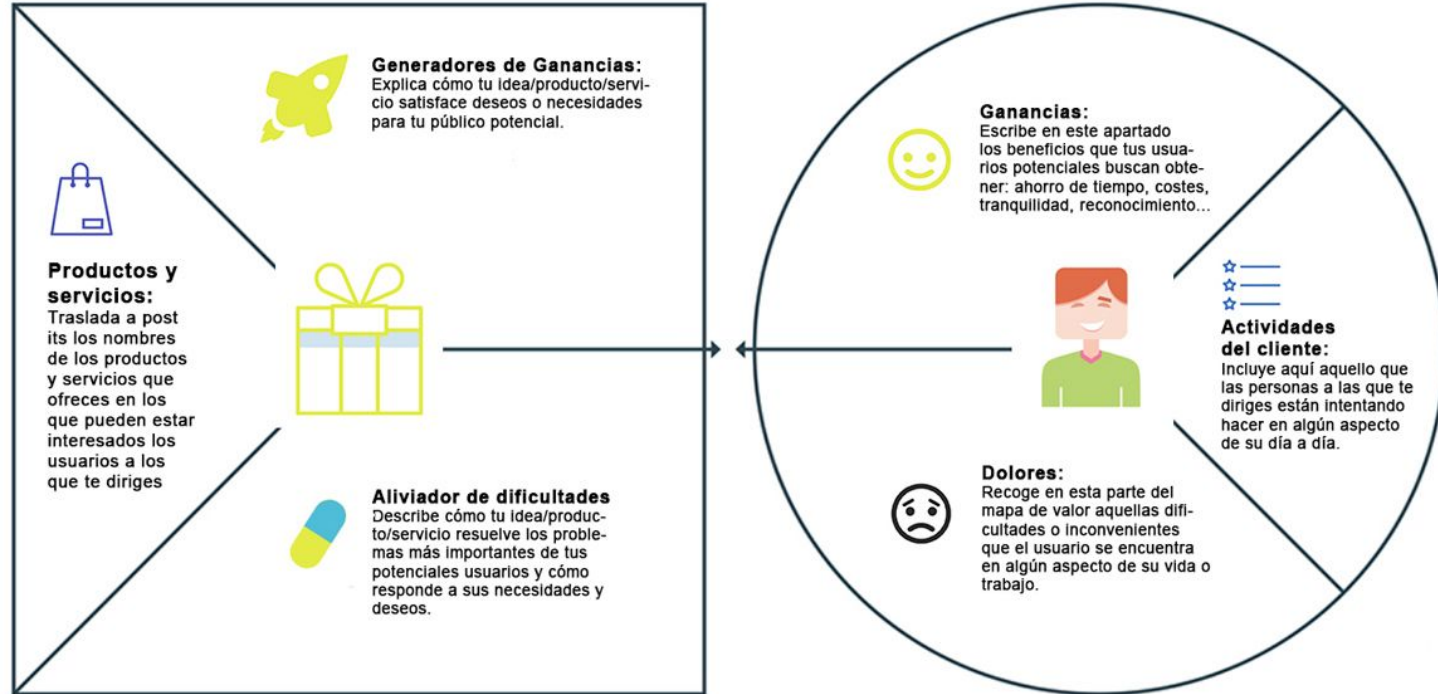 Generadores de Ganancias:
Explica cómo tu idea/producto/servi-
cio satisface deseos o necesidades
para tu público potencial.
Productos y
servicios:
Traslada a post
its los nombres
de los productos
y servicios que
ofreces en los
que pueden estar
interesados los
usuarios a los
que te diriges
Aliviador de dificultades
Describe cómo tu idea/produc-
to/servicio resuelve los proble-
mas más importantes de tus
potenciales usuarios y cómo
responde a sus necesidades y
deseos.
Ganancias:
Escribe en este apartado
los beneficios que tus usua-
rios potenciales buscan obte-
ner: ahorro de tiempo, costes,
tranquilidad, reconocimiento...
Actividades
del cliente:
Incluye aquí aquello que
las personas a las que te
diriges están intentando
hacer en algún aspecto
de su día a día.
Dolores:
Recoge en esta parte del
mapa de valor aquellas difi-
cultades o inconvenientes
que el usuario se encuentra
en algún aspecto de su vida o
trabajo.